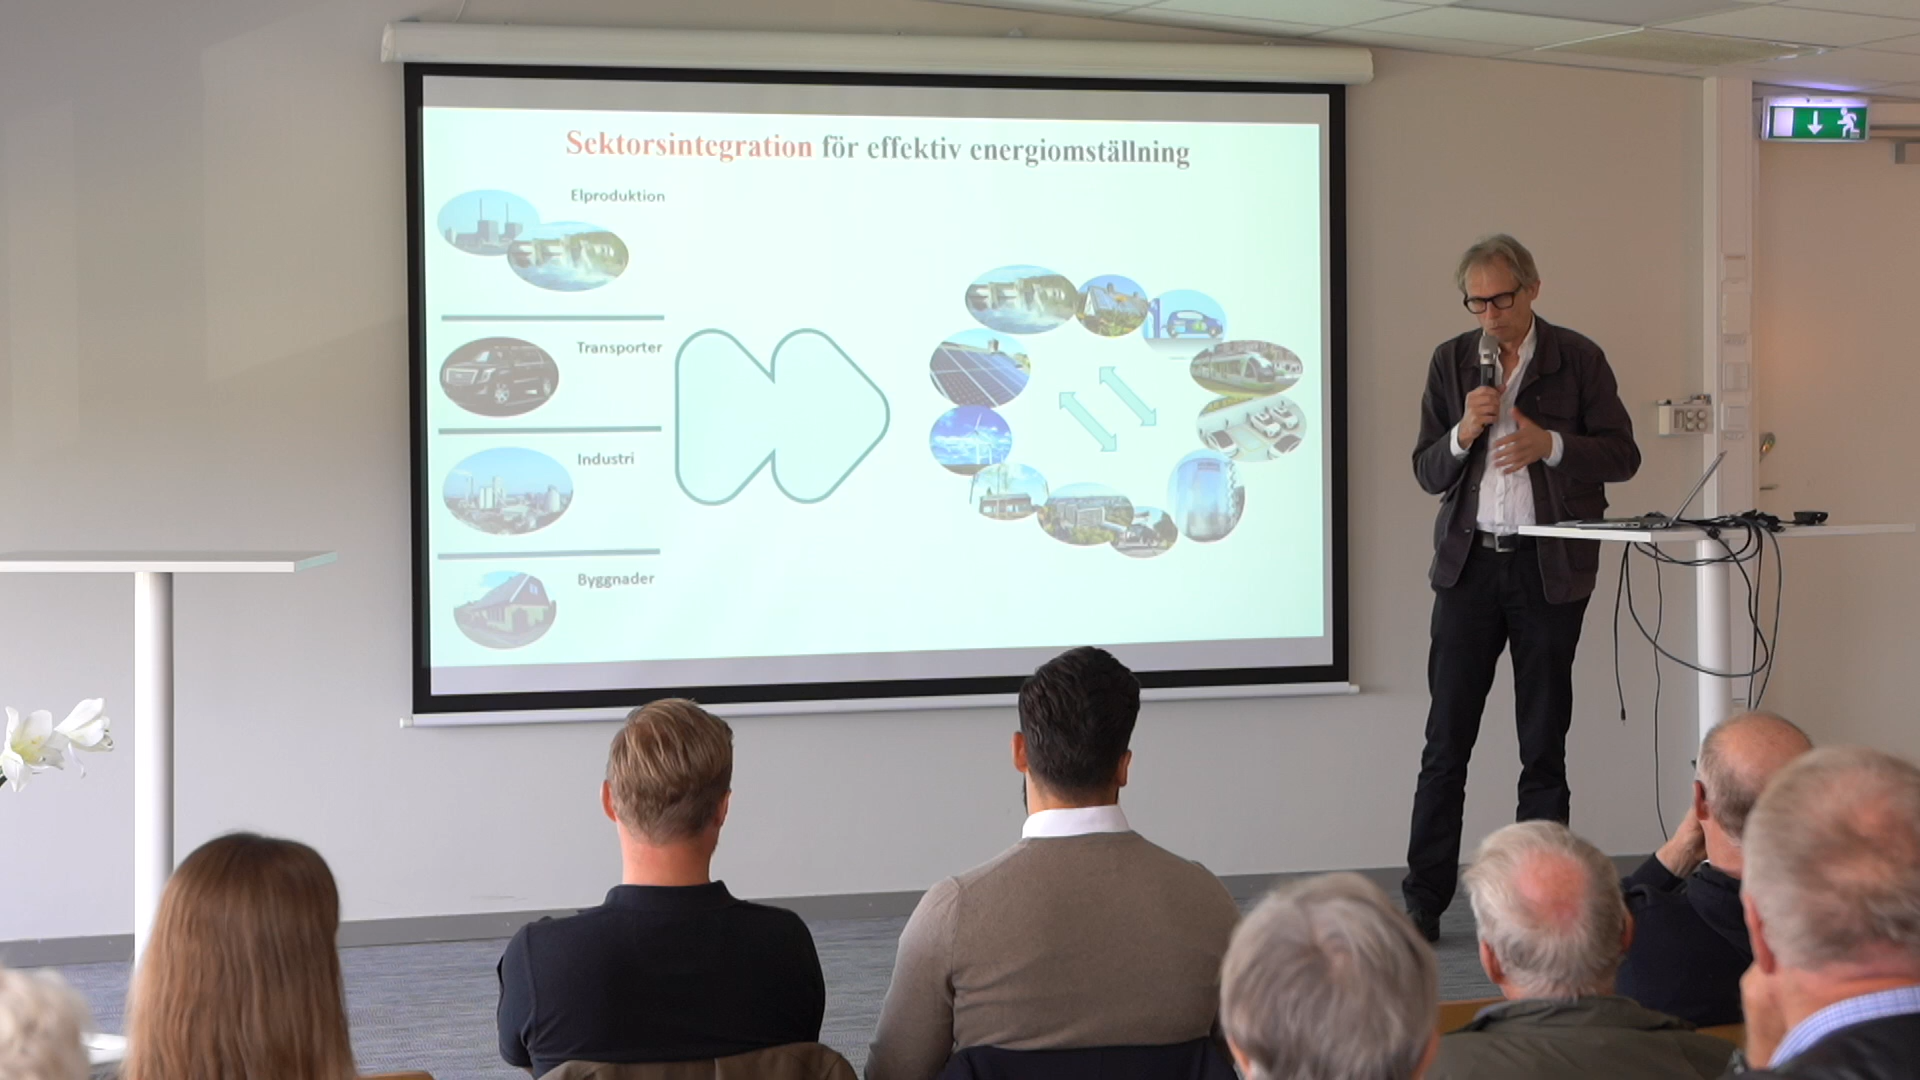 Sektorsintegration för effektiv energiomställning
Elproduktion
Transporter
Industri
Byggnader